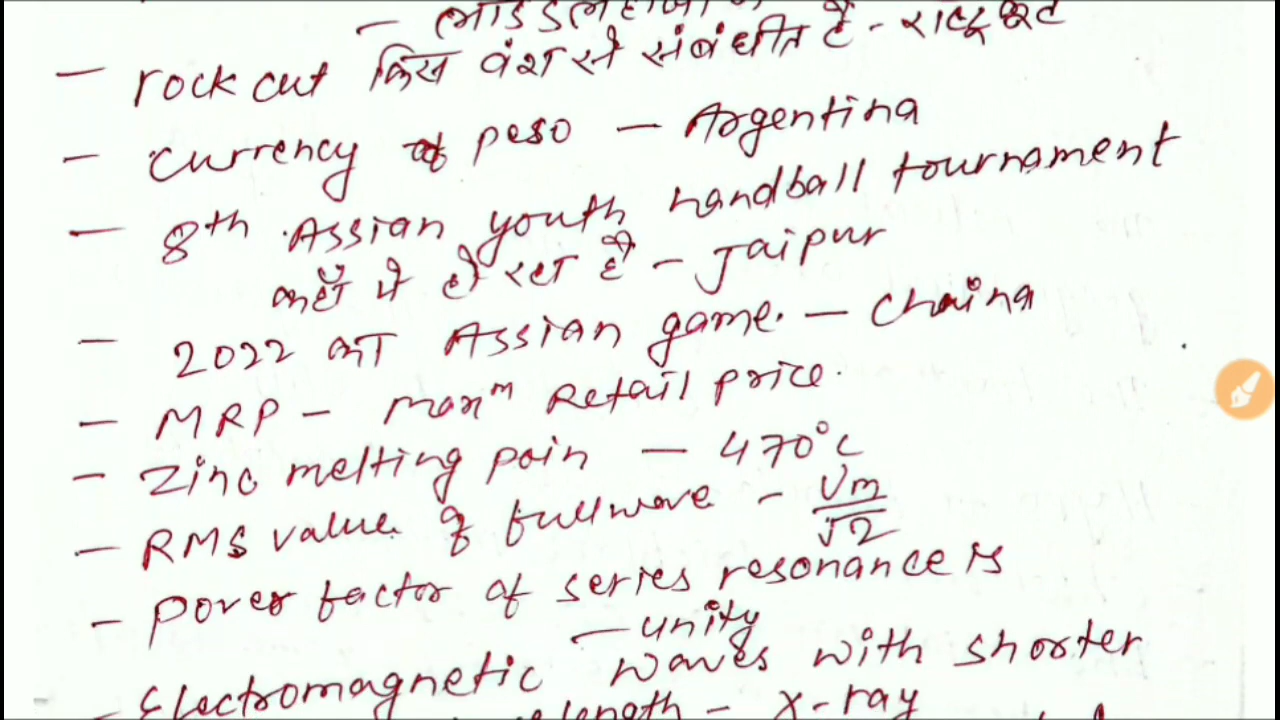 rock cut किस वंश से संबंधीत है - राष्ट्रकूट
— currency of peso — Argentina
— 8th Assian youth handball tournament
कहाँ मे हो रहा है — Jaipur
— 2022 का Assian game. — Chaina
— MRP — maxᵐ Retail price.
— Zinc melting poin — 470°C
— RMS value of fullwave — Vm/√2
— Power factor of series resonance is
— unity
— Electromagnetic waves with shorter
length — x-ray